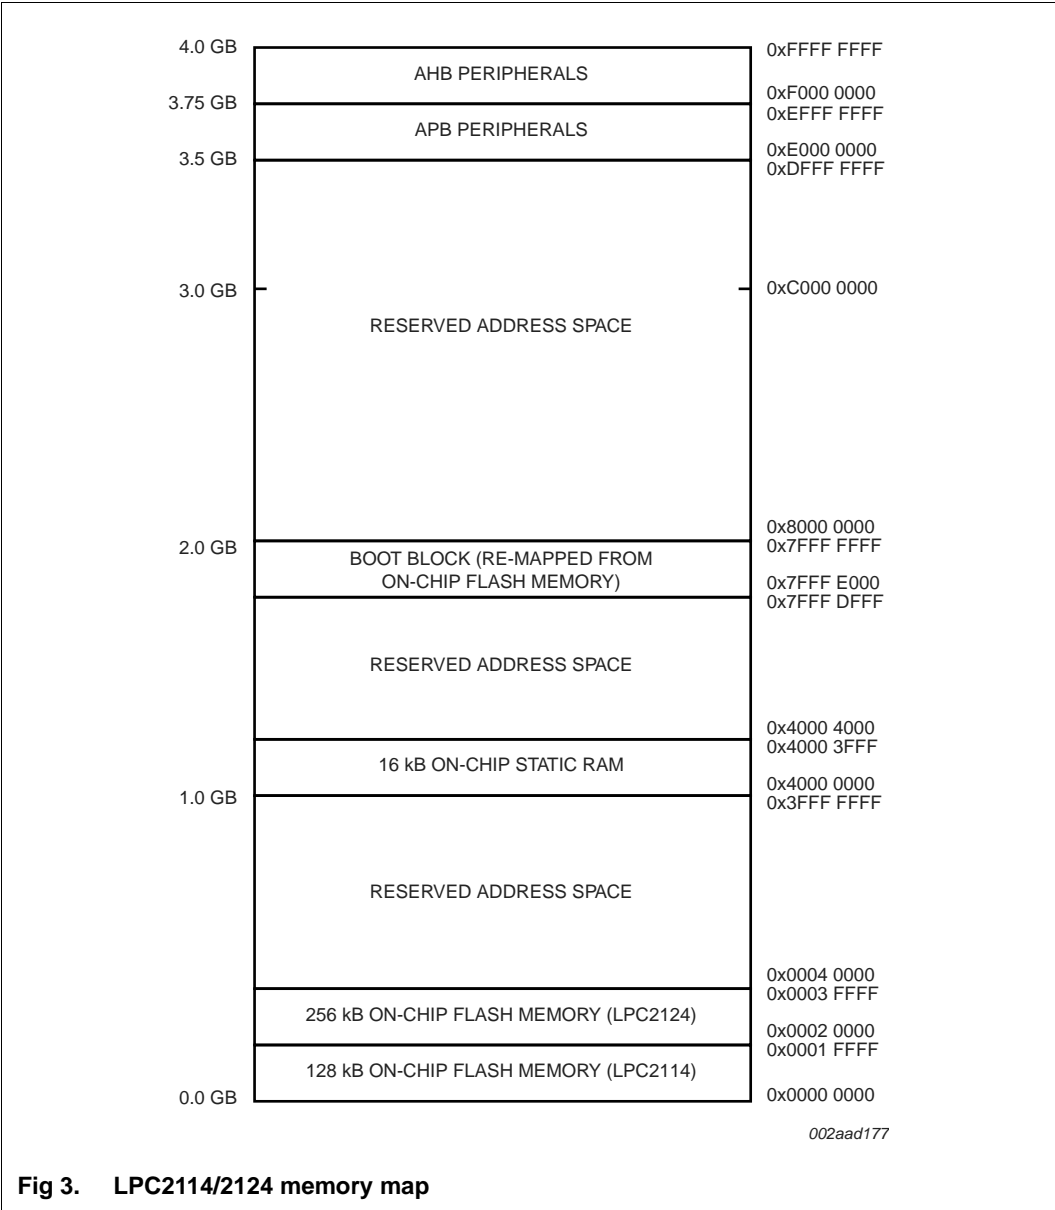 4.0 GB
0xFFFF FFFF
AHB PERIPHERALS
0xF000 0000
3.75 GB
0xEFFF FFFF
APB PERIPHERALS
0xE000 0000
3.5 GB
0xDFFF FFFF
3.0 GB
0xC000 0000
RESERVED ADDRESS SPACE
0x8000 0000
2.0 GB
0x7FFF FFFF
BOOT BLOCK (RE-MAPPED FROM
ON-CHIP FLASH MEMORY)
0x7FFF E000
0x7FFF DFFF
RESERVED ADDRESS SPACE
0x4000 4000
0x4000 3FFF
16 kB ON-CHIP STATIC RAM
0x4000 0000
1.0 GB
0x3FFF FFFF
RESERVED ADDRESS SPACE
0x0004 0000
0x0003 FFFF
256 kB ON-CHIP FLASH MEMORY (LPC2124)
0x0002 0000
0x0001 FFFF
128 kB ON-CHIP FLASH MEMORY (LPC2114)
0.0 GB
0x0000 0000
002aad177
Fig 3. LPC2114/2124 memory map